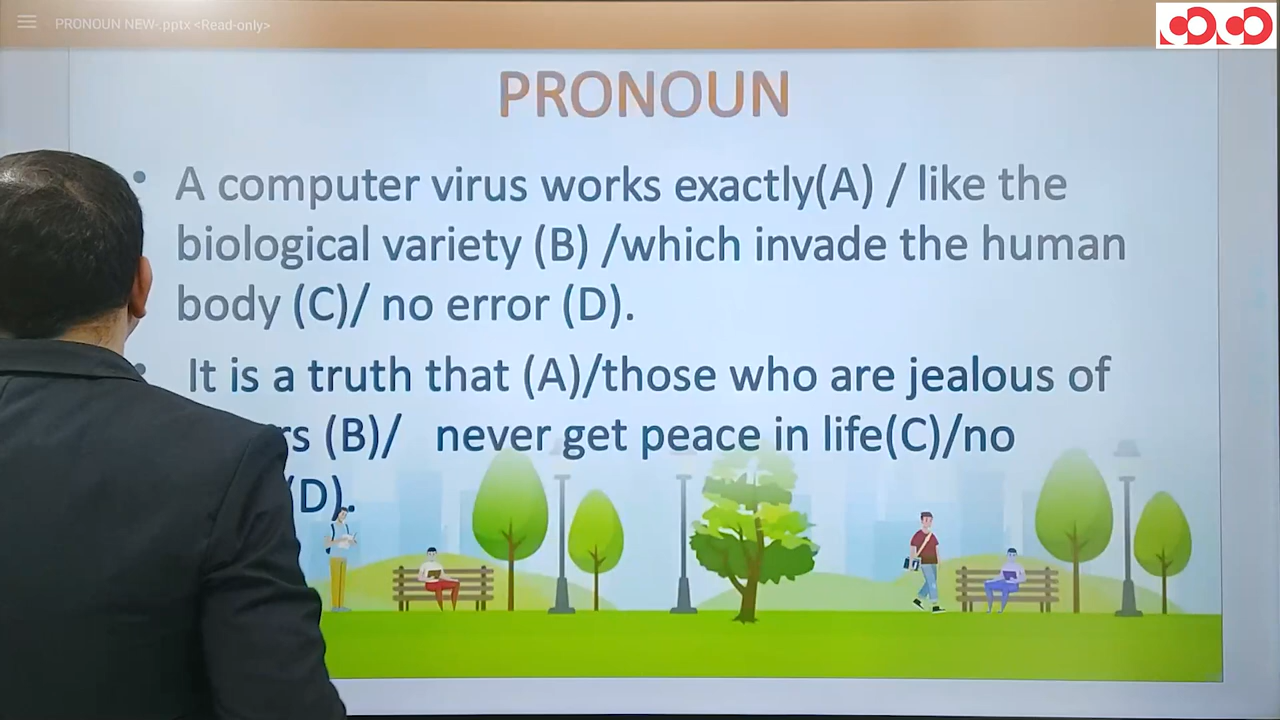 PRONOUN NEW-.pptx <Read-only>
PRONOUN
• A computer virus works exactly(A) / like the
biological variety (B) /which invade the human
body (C)/ no error (D).
• It is a truth that (A)/those who are jealous of
(B)/ never get peace in life(C)/no
(D).